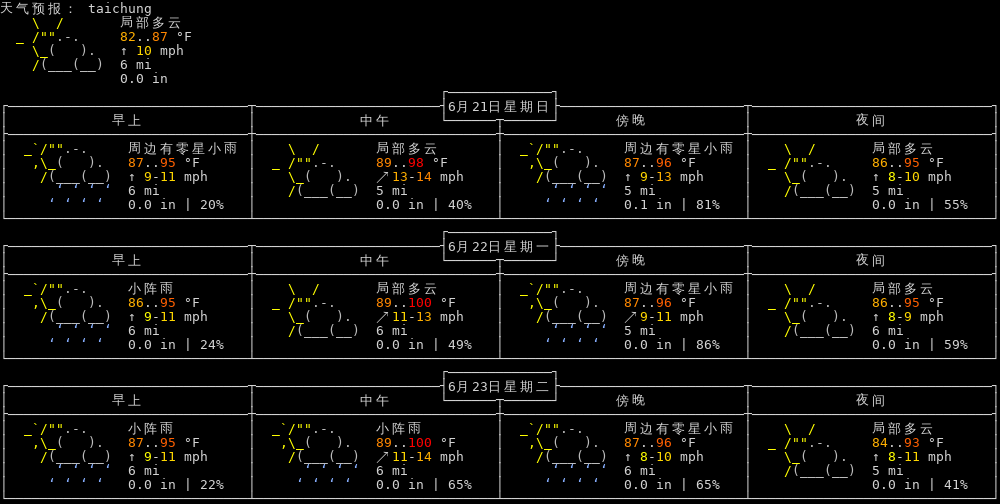 天气预报： taichung
局部多云
82..87 °F
↑ 10 mph
6 mi
0.0 in
6月21日星期日
早上 中午 傍晚 夜间
周边有零星小雨 局部多云 周边有零星小雨 局部多云
87..95 °F 89..98 °F 87..96 °F 86..95 °F
↑ 9-11 mph ↗ 13-14 mph ↑ 9-13 mph ↑ 8-10 mph
6 mi 5 mi 5 mi 5 mi
0.0 in | 20% 0.0 in | 40% 0.1 in | 81% 0.0 in | 55%
6月22日星期一
早上 中午 傍晚 夜间
小阵雨 局部多云 周边有零星小雨 局部多云
86..95 °F 89..100 °F 87..96 °F 86..95 °F
↑ 9-11 mph ↗ 11-13 mph ↗ 9-11 mph ↑ 8-9 mph
6 mi 6 mi 5 mi 6 mi
0.0 in | 24% 0.0 in | 49% 0.0 in | 86% 0.0 in | 59%
6月23日星期二
早上 中午 傍晚 夜间
小阵雨 小阵雨 周边有零星小雨 局部多云
87..95 °F 89..100 °F 87..96 °F 84..93 °F
↑ 9-11 mph ↗ 11-14 mph ↑ 8-10 mph ↑ 8-11 mph
6 mi 6 mi 6 mi 5 mi
0.0 in | 22% 0.0 in | 65% 0.0 in | 65% 0.0 in | 41%